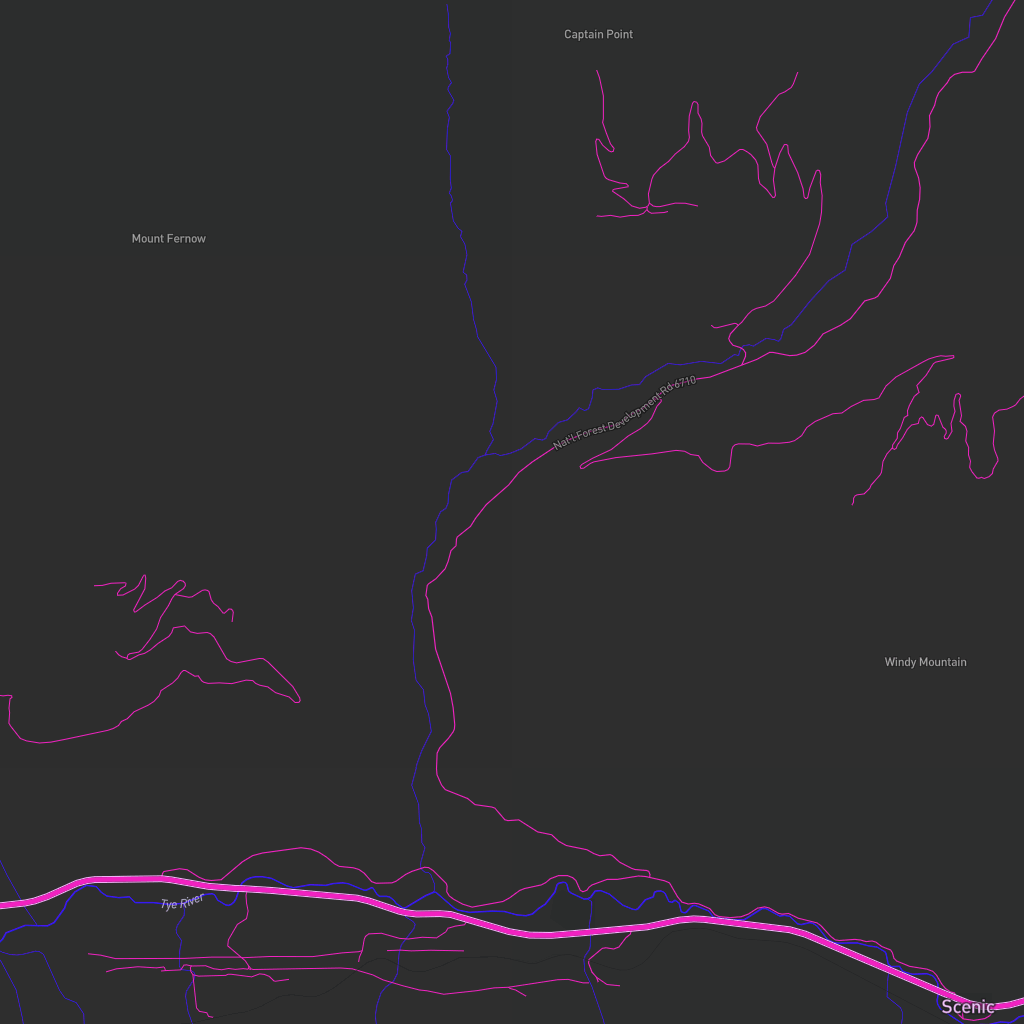 Captain Point
Mount Fernow
Nat'l Forest Development Rd 6710
Windy Mountain
Tye River
Scenic